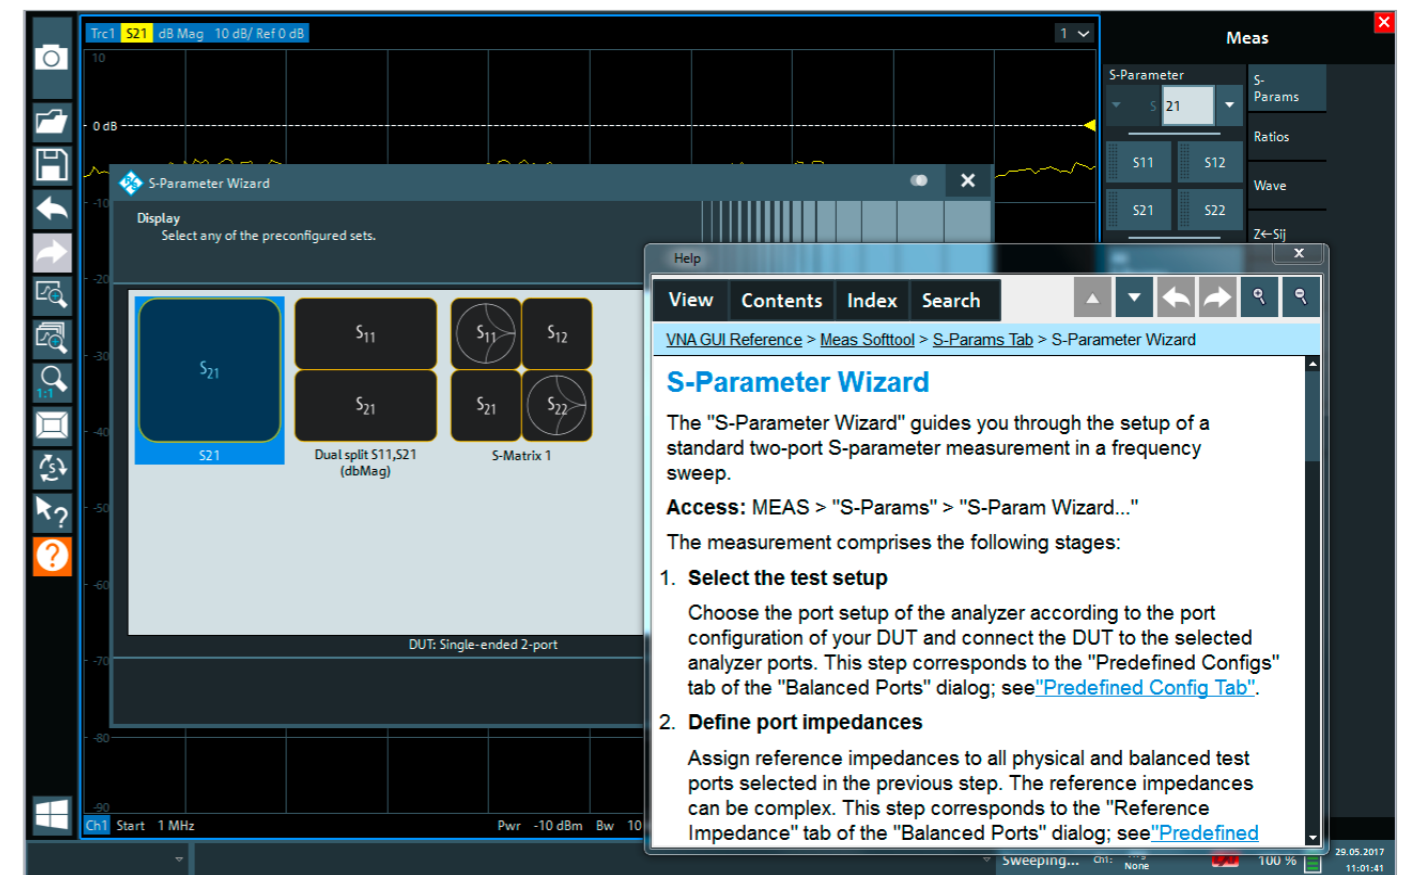 Trc1 S21 dB Mag 10 dB/ Ref 0 dB
1
10
0 dB
-10
-20
-30
-40
-50
-60
-70
-80
-90
1:1
S-Parameter Wizard
Display
Select any of the preconfigured sets.
S21
S11
S21
S11 S12
S21 S22
S21
Dual split S11,S21
(dbMag)
S-Matrix 1
DUT: Single-ended 2-port
Ch1 Start 1 MHz
Pwr -10 dBm Bw 10
Meas
S-Parameter
S 21
S11 S12
S21 S22
S-
Params
Ratios
Wave
Z←Sij
Help
View Contents Index Search
VNA GUI Reference > Meas Softtool > S-Params Tab > S-Parameter Wizard
S-Parameter Wizard
The "S-Parameter Wizard" guides you through the setup of a
standard two-port S-parameter measurement in a frequency
sweep.
Access: MEAS > "S-Params" > "S-Param Wizard..."
The measurement comprises the following stages:
1. Select the test setup
Choose the port setup of the analyzer according to the port
configuration of your DUT and connect the DUT to the selected
analyzer ports. This step corresponds to the "Predefined Configs"
tab of the "Balanced Ports" dialog; see"Predefined Config Tab".
2. Define port impedances
Assign reference impedances to all physical and balanced test
ports selected in the previous step. The reference impedances
can be complex. This step corresponds to the "Reference
Impedance" tab of the "Balanced Ports" dialog; see"Predefined
Sweeping... Ch1:
None
100 %
29.05.2017
11:01:41